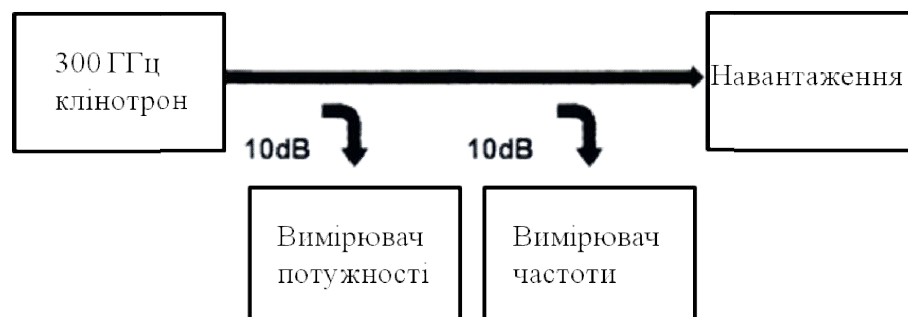 300 ГГц
клінотрон
Навантаження
10dB
10dB
Вимірювач
потужності
Вимірювач
частоти